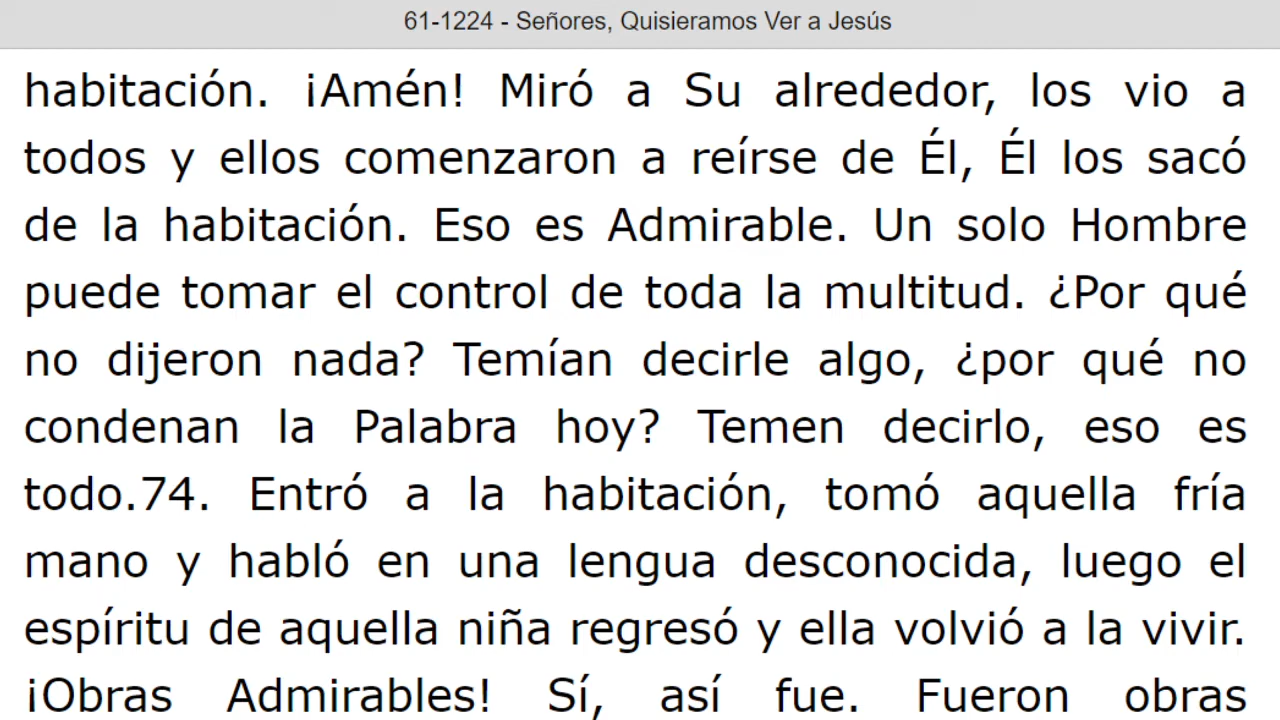 61-1224 - Señores, Quisieramos Ver a Jesús
habitación. ¡Amén! Miró a Su alrededor, los vio a
todos y ellos comenzaron a reírse de Él, Él los sacó
de la habitación. Eso es Admirable. Un solo Hombre
puede tomar el control de toda la multitud. ¿Por qué
no dijeron nada? Temían decirle algo, ¿por qué no
condenan la Palabra hoy? Temen decirlo, eso es
todo.74. Entró a la habitación, tomó aquella fría
mano y habló en una lengua desconocida, luego el
espíritu de aquella niña regresó y ella volvió a la vivir.
¡Obras Admirables! Sí, así fue. Fueron obras